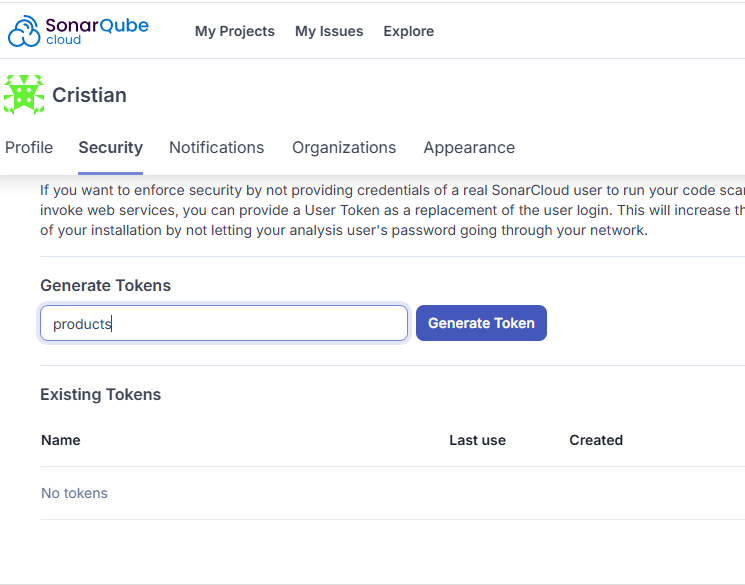 SonarQube
cloud
My Projects My Issues Explore
Cristian
Profile Security Notifications Organizations Appearance
If you want to enforce security by not providing credentials of a real SonarCloud user to run your code
invoke web services, you can provide a User Token as a replacement of the user login. This will increase
of your installation by not letting your analysis user's password going through your network.
Generate Tokens
products
Generate Token
Existing Tokens
Name Last use Created
No tokens